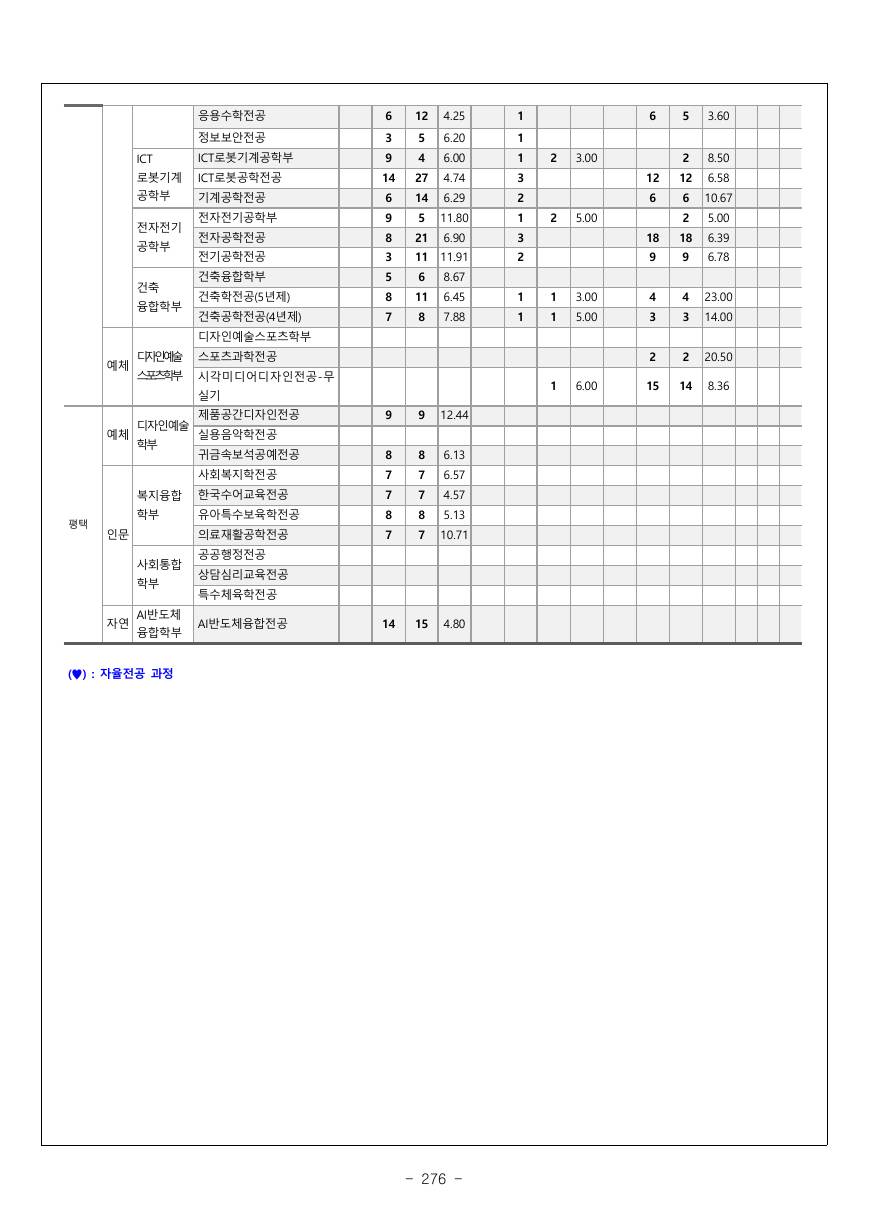 응용수학전공 6 12 4.25 1 6 5 3.60
정보보안전공 3 5 6.20 1
ICT
로봇기계
공학부
ICT로봇기계공학부 9 4 6.00 1 2 3.00 2 8.50
ICT로봇공학전공 14 27 4.74 3 12 12 6.58
기계공학전공 6 14 6.29 2 6 6 10.67
전자전기
공학부
전자전기공학부 9 5 11.80 1 2 5.00 2 5.00
전자공학전공 8 21 6.90 3 18 18 6.39
전기공학전공 3 11 11.91 2 9 9 6.78
건축
융합학부
건축융합학부 5 6 8.67
건축학전공(5년제) 8 11 6.45 1 1 3.00 4 4 23.00
건축공학전공(4년제) 7 8 7.88 1 1 5.00 3 3 14.00
예체
디자인예술
스포츠학부
디자인예술스포츠학부
스포츠과학전공 2 2 20.50
시각미디어디자인전공-무
실기 1 6.00 15 14 8.36
평택
예체
디자인예술
학부
제품공간디자인전공 9 9 12.44
실용음악학전공
귀금속보석공예전공 8 8 6.13
인문
복지융합
학부
사회복지학전공 7 7 6.57
한국수어교육전공 7 7 4.57
유아특수보육학전공 8 8 5.13
의료재활공학전공 7 7 10.71
사회통합
학부
공공행정전공
상담심리교육전공
특수체육학전공
자연
AI반도체
융합학부
AI반도체융합전공 14 15 4.80
(♥) : 자율전공 과정
- 276 -